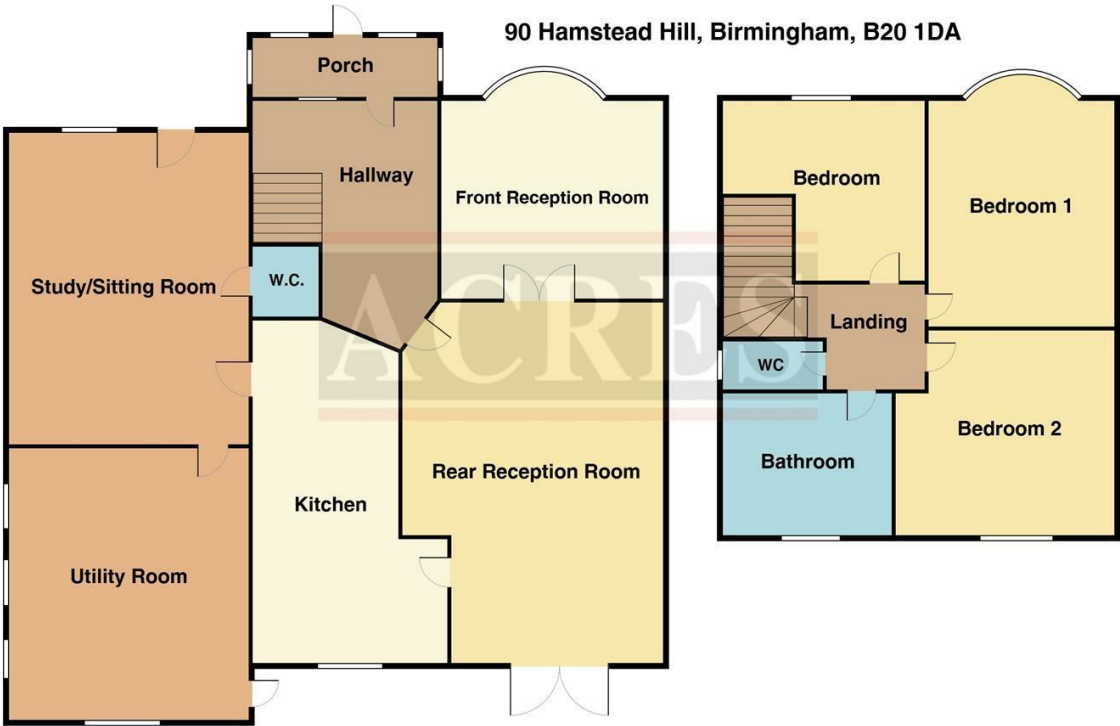 90 Hamstead Hill, Birmingham, B20 1DA
Porch
Hallway
Front Reception Room
Study/Sitting Room
W.C.
Kitchen
Rear Reception Room
Utility Room
Bedroom
Bedroom 1
Landing
WC
Bedroom 2
Bathroom
ACRES